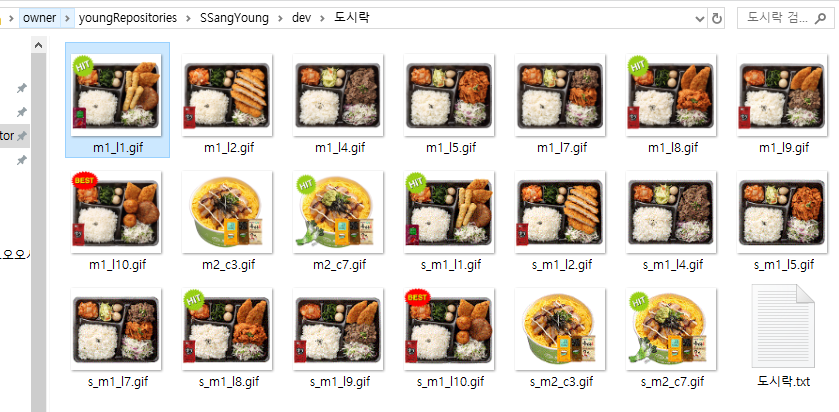 owner > youngRepositories > SSangYoung > dev > 도시락
도시락 검...
tor
HIT HIT
m1_l1.gif m1_l2.gif m1_l4.gif m1_l5.gif m1_l7.gif m1_l8.gif m1_l9.gif
BEST HIT HIT
m1_l10.gif m2_c3.gif m2_c7.gif s_m1_l1.gif s_m1_l2.gif s_m1_l4.gif s_m1_l5.gif
HIT BEST HIT
s_m1_l7.gif s_m1_l8.gif s_m1_l9.gif s_m1_l10.gif s_m2_c3.gif s_m2_c7.gif 도시락.txt